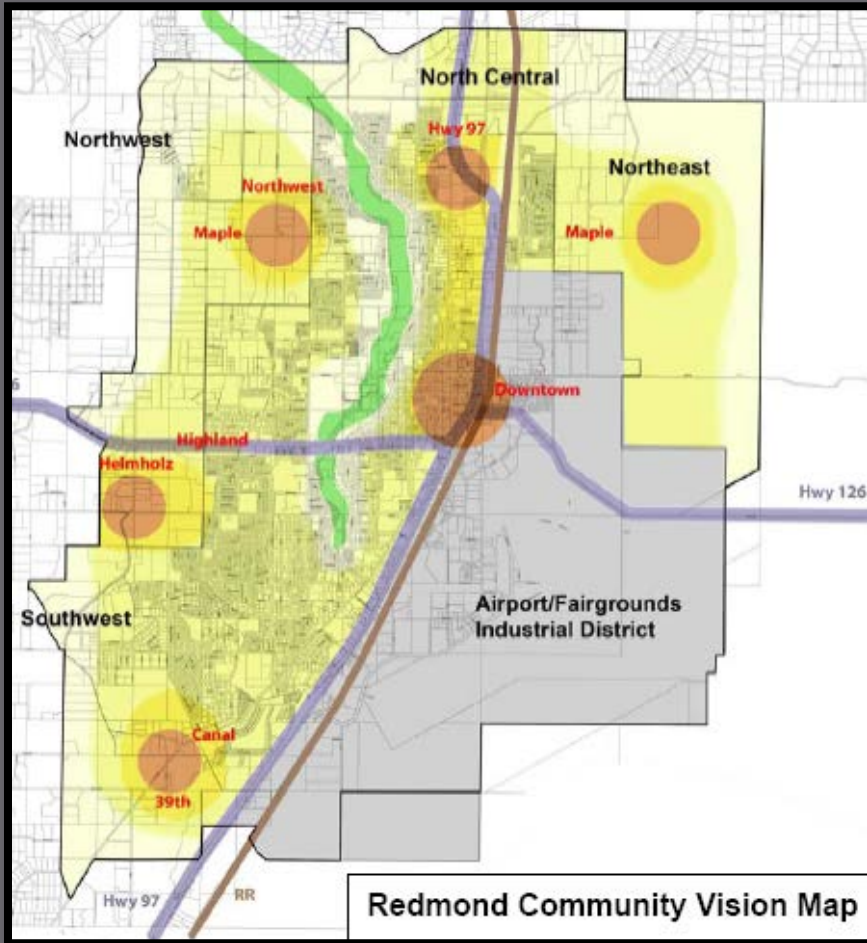 North Central
Hwy 97
Northwest
Northeast
Northwest
Maple
Maple
Downtown
6
Highland
Helmholz
Hwy 126
Airport/Fairgrounds
Industrial District
Southwest
Canal
39th
Hwy 97
RR
Redmond Community Vision Map